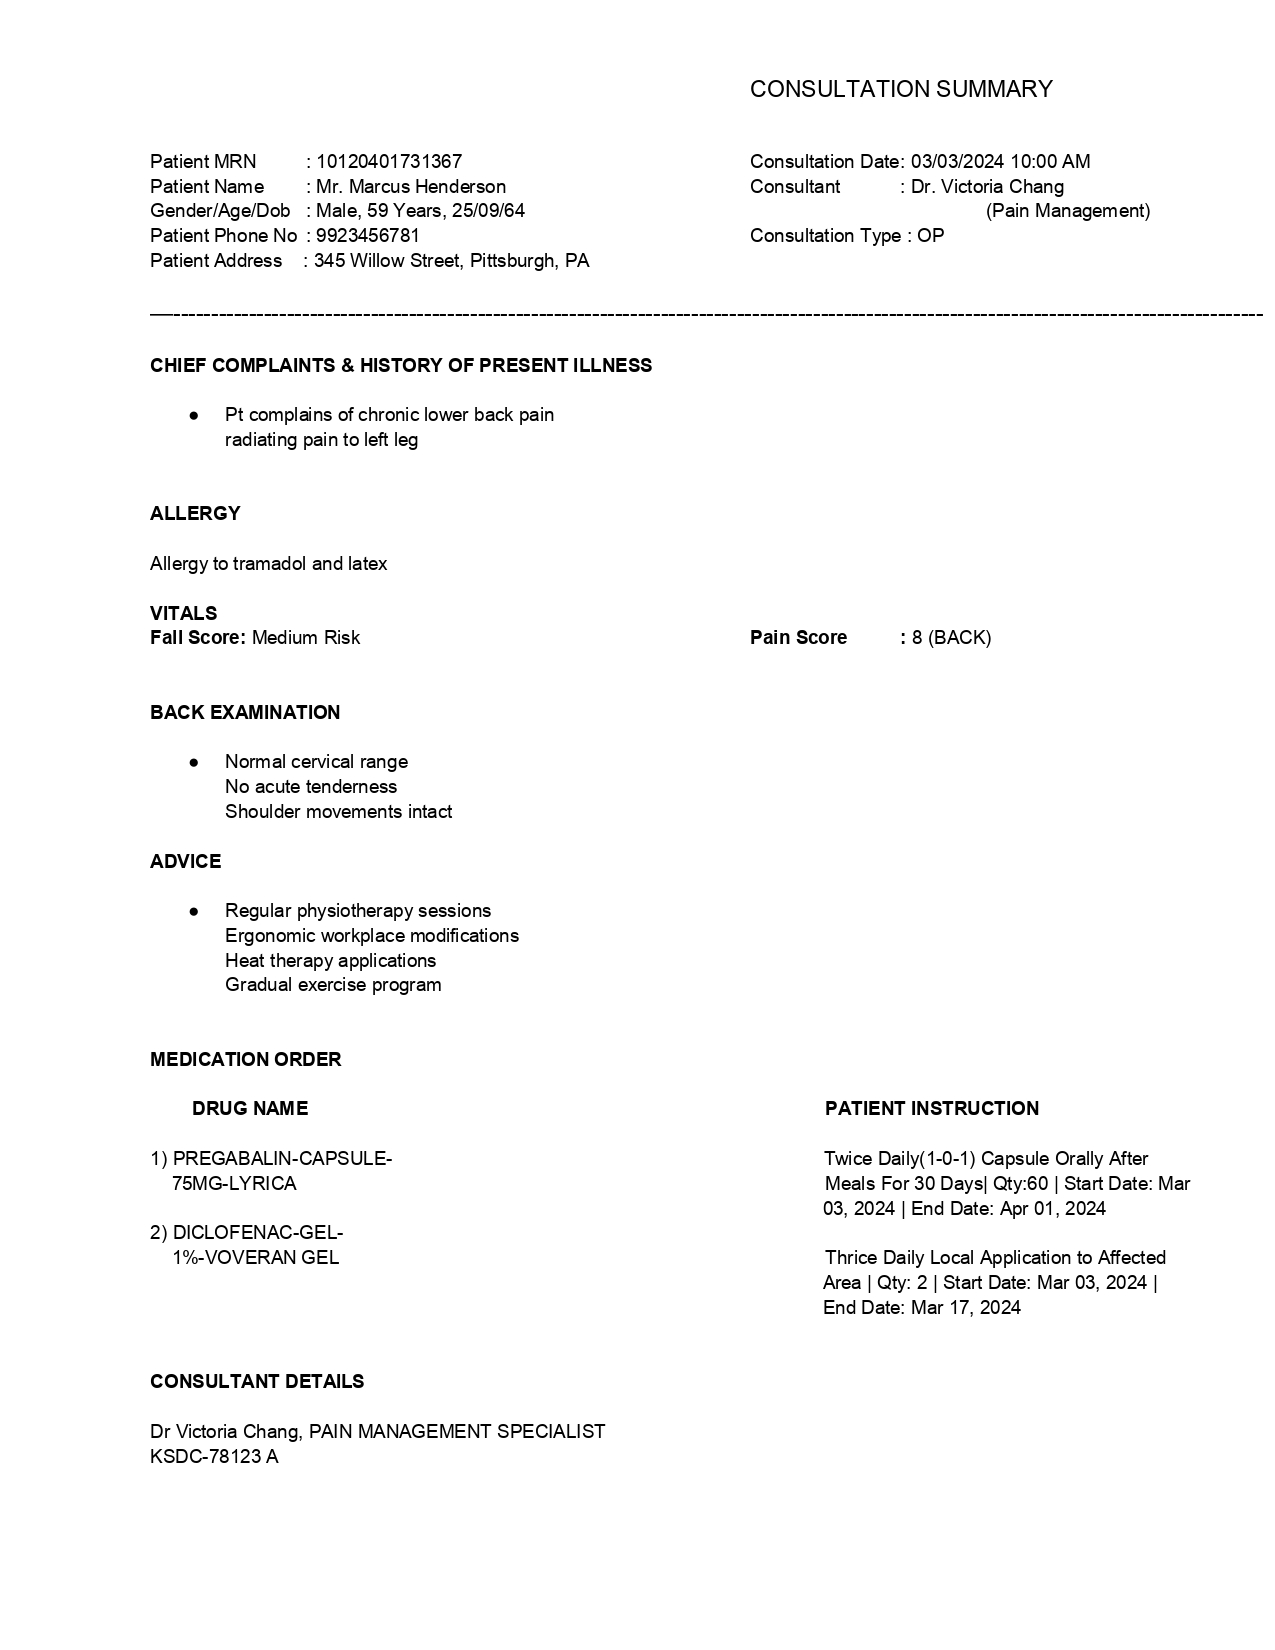 CONSULTATION SUMMARY
Patient MRN : 10120401731367 Consultation Date: 03/03/2024 10:00 AM
Patient Name : Mr. Marcus Henderson Consultant : Dr. Victoria Chang
Gender/Age/Dob : Male, 59 Years, 25/09/64 (Pain Management)
Patient Phone No : 9923456781 Consultation Type : OP
Patient Address : 345 Willow Street, Pittsburgh, PA
CHIEF COMPLAINTS & HISTORY OF PRESENT ILLNESS
● Pt complains of chronic lower back pain
radiating pain to left leg
ALLERGY
Allergy to tramadol and latex
VITALS
Fall Score: Medium Risk Pain Score : 8 (BACK)
BACK EXAMINATION
● Normal cervical range
No acute tenderness
Shoulder movements intact
ADVICE
● Regular physiotherapy sessions
Ergonomic workplace modifications
Heat therapy applications
Gradual exercise program
MEDICATION ORDER
DRUG NAME PATIENT INSTRUCTION
1) PREGABALIN-CAPSULE- Twice Daily(1-0-1) Capsule Orally After
75MG-LYRICA Meals For 30 Days| Qty:60 | Start Date: Mar
03, 2024 | End Date: Apr 01, 2024
2) DICLOFENAC-GEL-
1%-VOVERAN GEL Thrice Daily Local Application to Affected
Area | Qty: 2 | Start Date: Mar 03, 2024 |
End Date: Mar 17, 2024
CONSULTANT DETAILS
Dr Victoria Chang, PAIN MANAGEMENT SPECIALIST
KSDC-78123 A